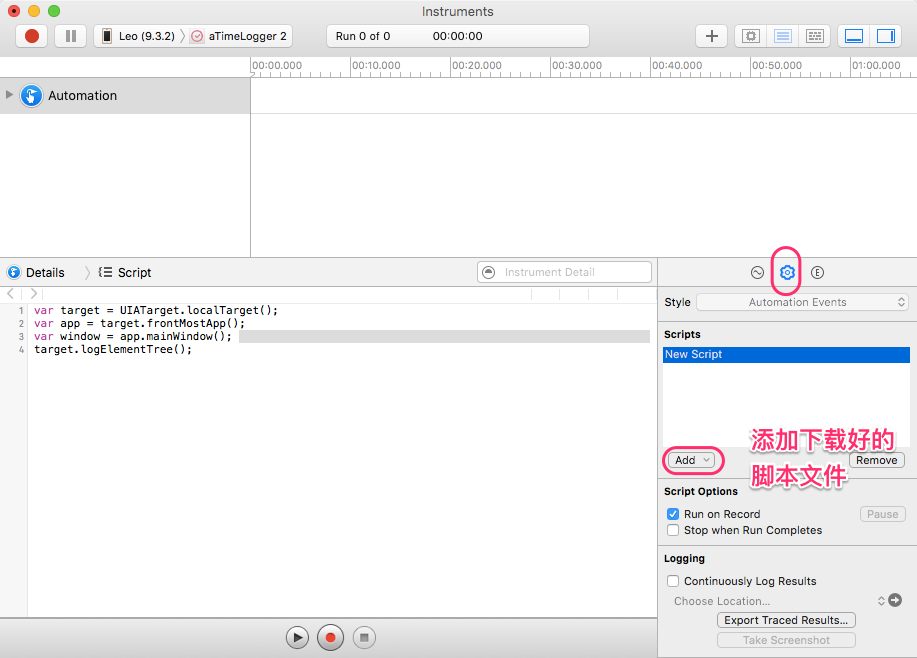 Instruments
Leo (9.3.2) aTimeLogger 2
Run 0 of 0 00:00:00
00:00.000 00:10.000 00:20.000 00:30.000 00:40.000 00:50.000 01:00.000
Automation
Details Script
Instrument Detail
E
1 var target = UIATarget.localTarget();
2 var app = target.frontMostApp();
3 var window = app.mainWindow();
4 target.logElementTree();
Style Automation Events
Scripts
New Script
添加下载好的
脚本文件
Add
Remove
Script Options
Run on Record
Pause
Stop when Run Completes
Logging
Continuously Log Results
Choose Location...
Export Traced Results...
Take Screenshot